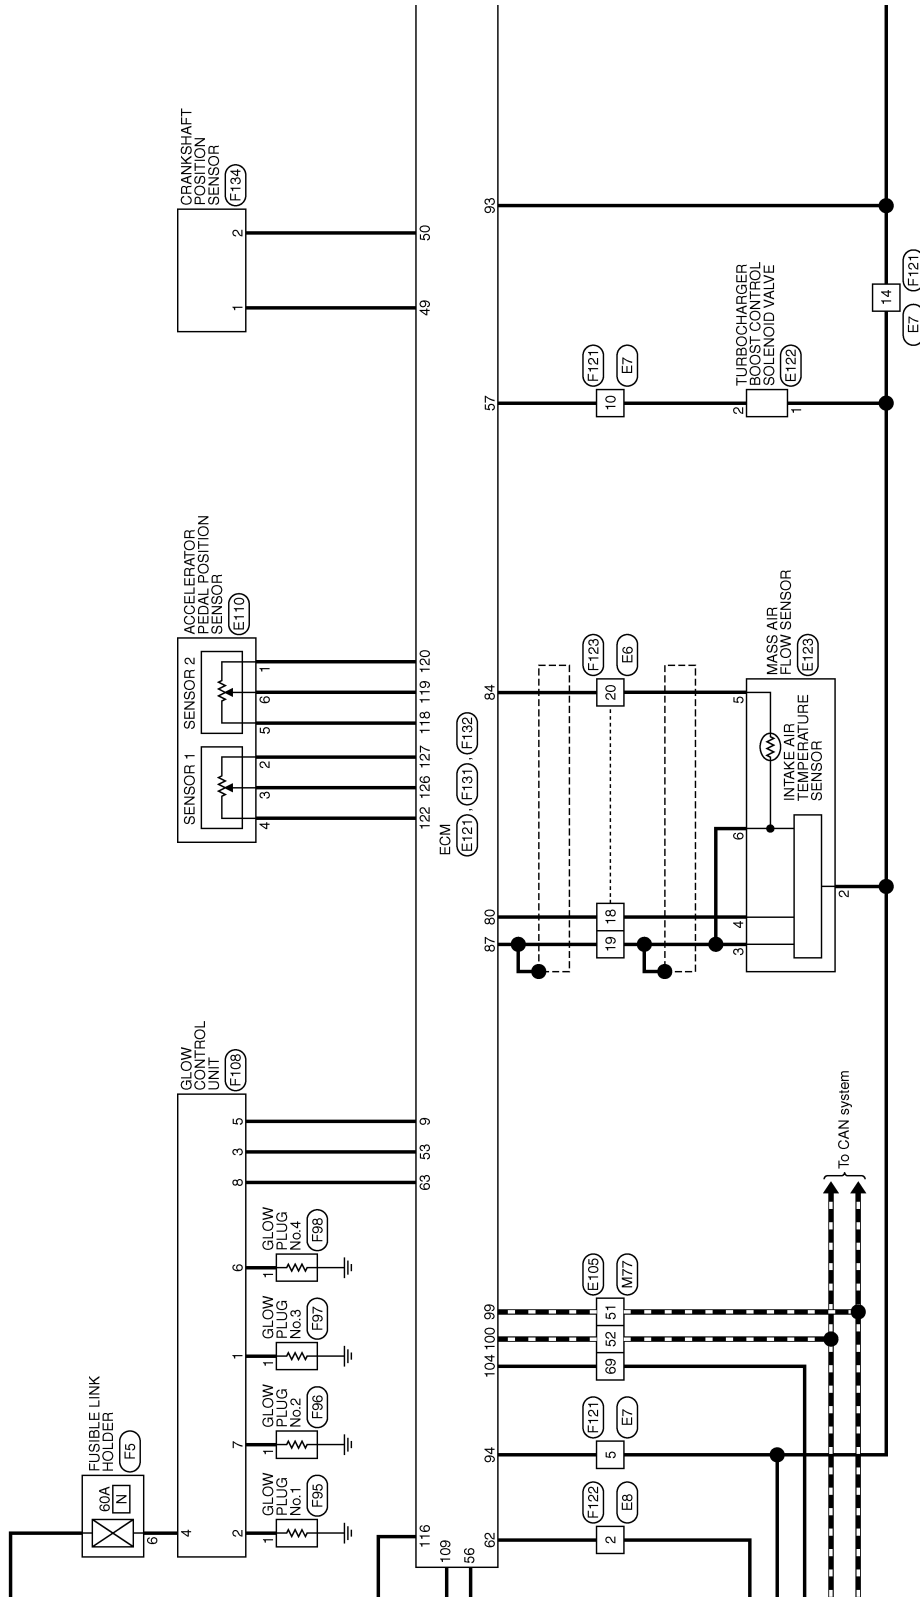 CRANKSHAFT
POSITION
SENSOR
F134
2
1
50
49
93
14
E7
F121
TURBOCHARGER
BOOST CONTROL
SOLENOID VALVE
E122
F121
E7
57
10
2
1
ACCELERATOR
PEDAL POSITION
SENSOR
E110
SENSOR 2
SENSOR 1
1
6
5
2
3
4
120
119
118
127
126
122
ECM
E121 , F131 , F132
84
F123
E6
20
5
MASS AIR
FLOW SENSOR
E123
INTAKE AIR
TEMPERATURE
SENSOR
6
80
87
18
19
4
3
2
GLOW
CONTROL
UNIT
F108
5
3
8
9
53
63
6
1
7
2
4
1
GLOW
PLUG
No.4
F98
1
GLOW
PLUG
No.3
F97
1
GLOW
PLUG
No.2
F96
1
GLOW
PLUG
No.1
F95
FUSIBLE LINK
HOLDER
F5
60A
N
6
To CAN system
99
100
104
E105
M77
51
52
69
94
F121
E7
5
62
F122
E8
2
116
109
56